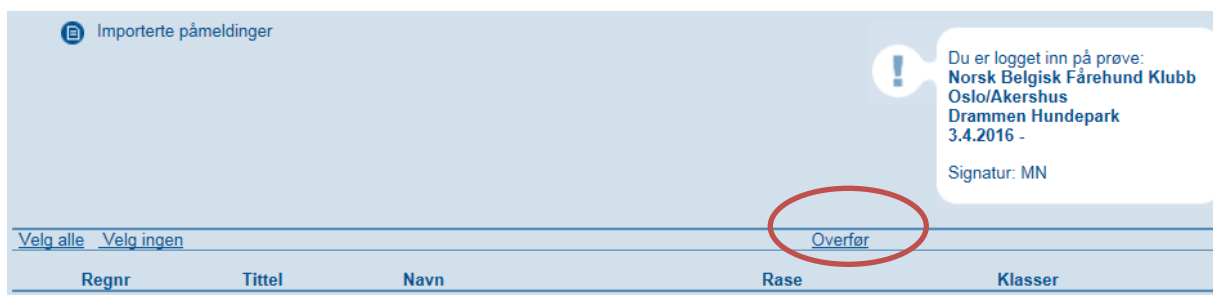 Importerte påmeldinger
Du er logget inn på prøve:
Norsk Belgisk Fårehund Klubb
Oslo/Akershus
Drammen Hundepark
3.4.2016 -
Signatur: MN
Velg alle Velg ingen Overfør
Regnr Tittel Navn Rase Klasser